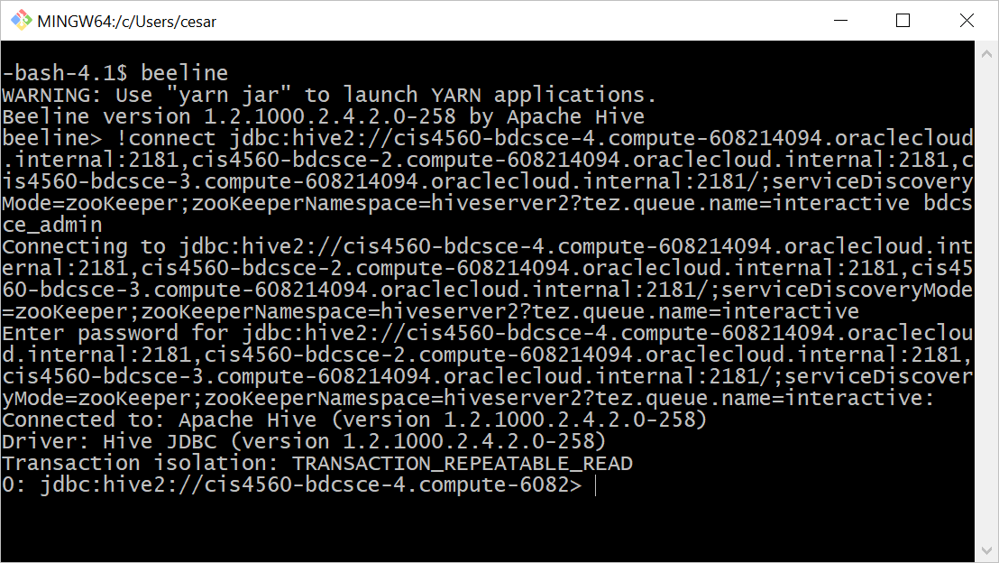 MINGW64:/c/Users/cesar
-bash-4.1$ beeline
WARNING: Use "yarn jar" to launch YARN applications.
Beeline version 1.2.1000.2.4.2.0-258 by Apache Hive
beeline> !connect jdbc:hive2://cis4560-bdcsce-4.compute-608214094.oraclecloud
.internal:2181,cis4560-bdcsce-2.compute-608214094.oraclecloud.internal:2181,c
is4560-bdcsce-3.compute-608214094.oraclecloud.internal:2181/;serviceDiscovery
Mode=zooKeeper;zooKeeperNamespace=hiveserver2?tez.queue.name=interactive bdcs
ce_admin
Connecting to jdbc:hive2://cis4560-bdcsce-4.compute-608214094.oraclecloud.int
ernal:2181,cis4560-bdcsce-2.compute-608214094.oraclecloud.internal:2181,cis45
60-bdcsce-3.compute-608214094.oraclecloud.internal:2181/;serviceDiscoveryMode
=zooKeeper;zooKeeperNamespace=hiveserver2?tez.queue.name=interactive
Enter password for jdbc:hive2://cis4560-bdcsce-4.compute-608214094.oracleclou
d.internal:2181,cis4560-bdcsce-2.compute-608214094.oraclecloud.internal:2181,
cis4560-bdcsce-3.compute-608214094.oraclecloud.internal:2181/;serviceDiscover
yMode=zooKeeper;zooKeeperNamespace=hiveserver2?tez.queue.name=interactive:
Connected to: Apache Hive (version 1.2.1000.2.4.2.0-258)
Driver: Hive JDBC (version 1.2.1000.2.4.2.0-258)
Transaction isolation: TRANSACTION_REPEATABLE_READ
0: jdbc:hive2://cis4560-bdcsce-4.compute-6082>